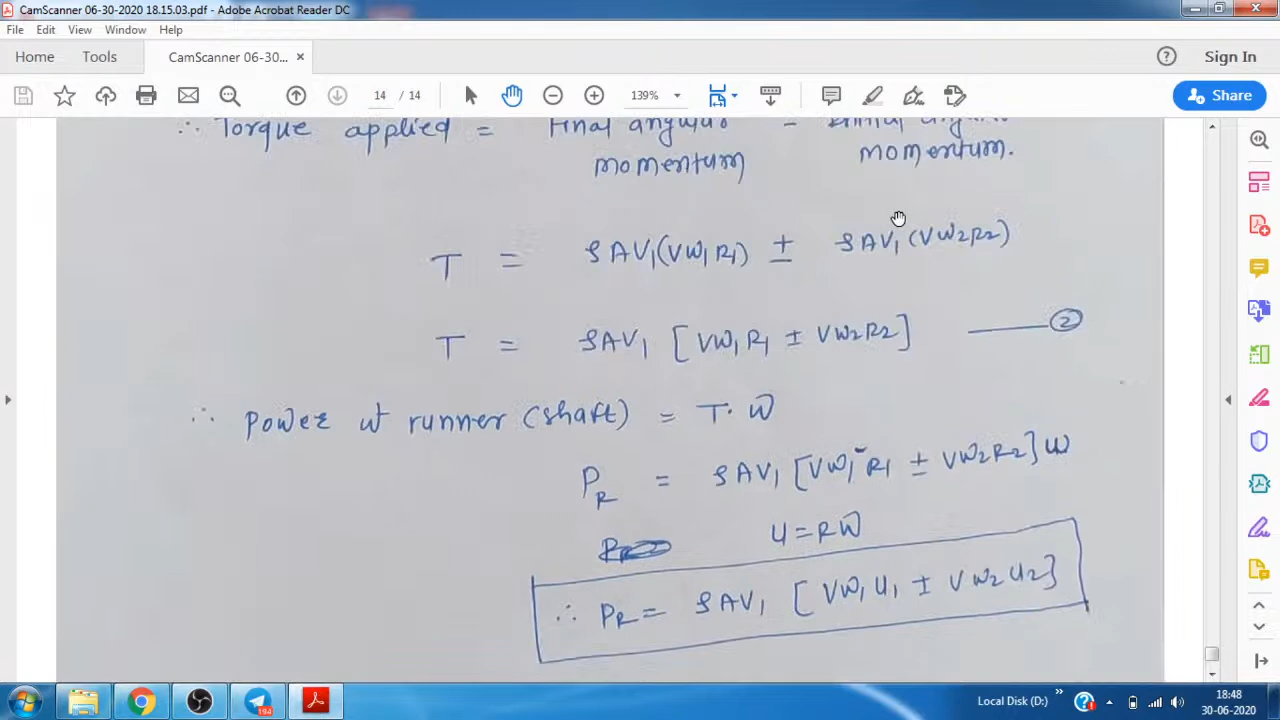 CamScanner 06-30-2020 18.15.03.pdf - Adobe Acrobat Reader DC
File Edit View Window Help
Home Tools CamScanner 06-30... × Sign In
14 / 14 139% Share
∴ Torque applied = Final angular -
momentum momentum.
T = ρAV₁(VW₁R₁) ± ρAV₁(VW₂R₂)
T = ρAV₁ [VW₁R₁ ± VW₂R₂] —— ②
∴ Power at runner (shaft) = T·ω
P_R = ρAV₁ [VW₁R₁ ± VW₂R₂]ω
U = Rω
∴ P_R = ρAV₁ [VW₁U₁ ± VW₂U₂]
194
Local Disk (D:) » 18:48
30-06-2020